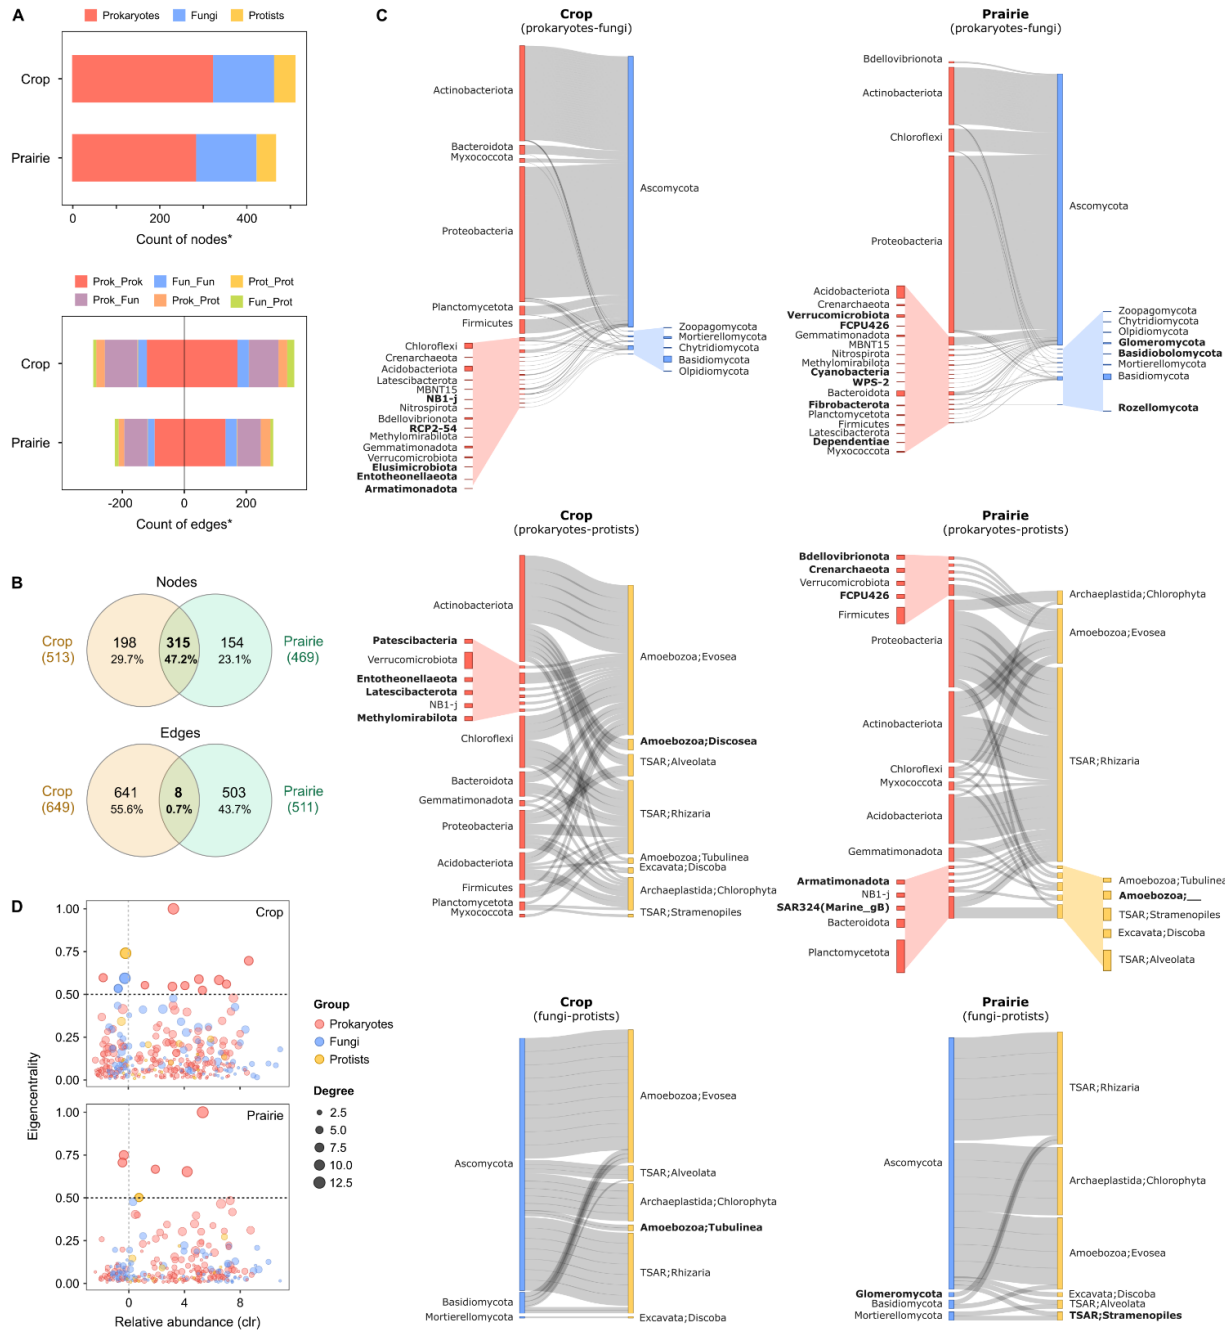 A
Prokaryotes
Fungi
Protists
Crop
Prairie
0
200
400
Count of nodes*
Prok_Prok
Fun_Fun
Prot_Prot
Prok_Fun
Prok_Prot
Fun_Prot
Crop
Prairie
-200
0
200
Count of edges*
B
Nodes
Crop
(513)
198
29.7%
315
47.2%
154
23.1%
Prairie
(469)
Edges
Crop
(649)
641
55.6%
8
0.7%
503
43.7%
Prairie
(511)
C
Crop
(prokaryotes-fungi)
Actinobacteriota
Bacteroidota
Myxococcota
Proteobacteria
Planctomycetota
Firmicutes
Chloroflexi
Crenarchaeota
Acidobacteriota
Latescibacterota
MBNT15
NB1-j
Nitrospirota
Bdellovibrionota
RCP2-54
Methylomirabilota
Gemmatimonadota
Verrucomicrobiota
Elusimicrobiota
Entotheonellaeota
Armatimonadota
Ascomycota
Zoopagomycota
Mortierellomycota
Chytridiomycota
Basidiomycota
Olpidiomycota
Prairie
(prokaryotes-fungi)
Bdellovibrionota
Actinobacteriota
Chloroflexi
Proteobacteria
Acidobacteriota
Crenarchaeota
Verrucomicrobiota
FCPU426
Gemmatimonadota
MBNT15
Nitrospirota
Methylomirabilota
Cyanobacteria
WPS-2
Bacteroidota
Fibrobacterota
Planctomycetota
Firmicutes
Latescibacterota
Dependentiae
Myxococcota
Ascomycota
Zoopagomycota
Chytridiomycota
Olpidiomycota
Glomeromycota
Basidiobolomycota
Mortierellomycota
Basidiomycota
Rozellomycota
Crop
(prokaryotes-protists)
Actinobacteriota
Patescibacteria
Verrucomicrobiota
Entotheonellaeota
Latescibacterota
NB1-j
Methylomirabilota
Chloroflexi
Bacteroidota
Gemmatimonadota
Proteobacteria
Acidobacteriota
Firmicutes
Planctomycetota
Myxococcota
Amoebozoa;Evosea
Amoebozoa;Discosea
TSAR;Alveolata
TSAR;Rhizaria
Amoebozoa;Tubulinea
Excavata;Discoba
Archaeplastida;Chlorophyta
TSAR;Stramenopiles
Prairie
(prokaryotes-protists)
Bdellovibrionota
Crenarchaeota
Verrucomicrobiota
FCPU426
Firmicutes
Proteobacteria
Actinobacteriota
Chloroflexi
Myxococcota
Acidobacteriota
Gemmatimonadota
Armatimonadota
NB1-j
SAR324(Marine_gB)
Bacteroidota
Planctomycetota
Archaeplastida;Chlorophyta
Amoebozoa;Evosea
TSAR;Rhizaria
Amoebozoa;Tubulinea
Amoebozoa;__
TSAR;Stramenopiles
Excavata;Discoba
TSAR;Alveolata
Crop
(fungi-protists)
Ascomycota
Basidiomycota
Mortierellomycota
Amoebozoa;Evosea
TSAR;Alveolata
Archaeplastida;Chlorophyta
Amoebozoa;Tubulinea
TSAR;Rhizaria
Excavata;Discoba
Prairie
(fungi-protists)
Ascomycota
Glomeromycota
Basidiomycota
Mortierellomycota
TSAR;Rhizaria
Archaeplastida;Chlorophyta
Amoebozoa;Evosea
Excavata;Discoba
TSAR;Alveolata
TSAR;Stramenopiles
D
Eigencentrality
1.00
0.75
0.50
0.25
0.00
Crop
1.00
0.75
0.50
0.25
0.00
Prairie
0
4
8
Relative abundance (clr)
Group
Prokaryotes
Fungi
Protists
Degree
2.5
5.0
7.5
10.0
12.5